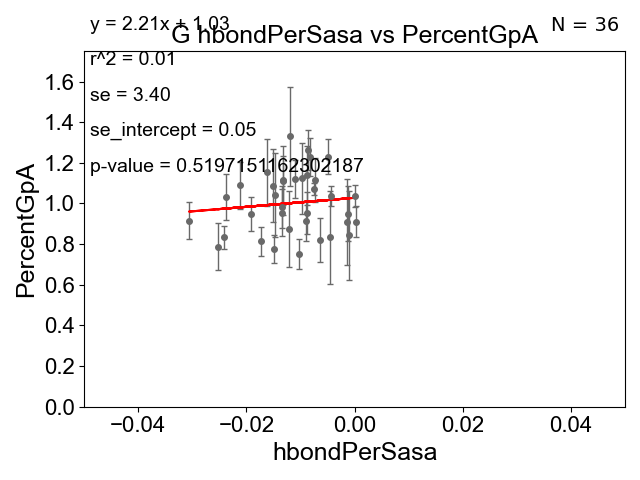 y = 2.21x + 1.03
N = 36
G hbondPerSasa vs PercentGpA
r^2 = 0.01
se = 3.40
se_intercept = 0.05
p-value = 0.5197151162302187
1.6
1.4
1.2
1.0
0.8
0.6
0.4
0.2
0.0
PercentGpA
−0.04 −0.02 0.00 0.02 0.04
hbondPerSasa